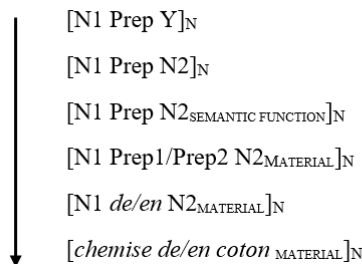 [N1 Prep Y]N
[N1 Prep N2]N
[N1 Prep N2SEMANTIC FUNCTION]N
[N1 Prep1/Prep2 N2MATERIAL]N
[N1 de/en N2MATERIAL]N
[chemise de/en coton MATERIAL]N